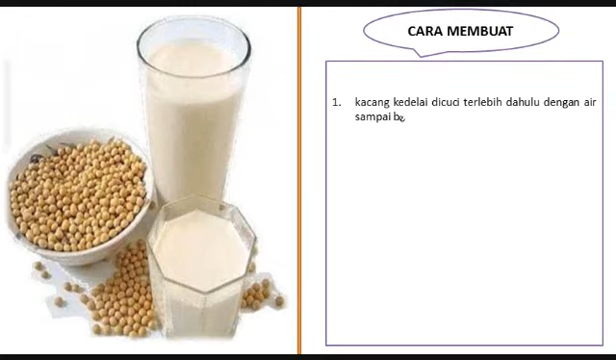 CARA MEMBUAT
1. kacang kedelai dicuci terlebih dahulu dengan air
sampai